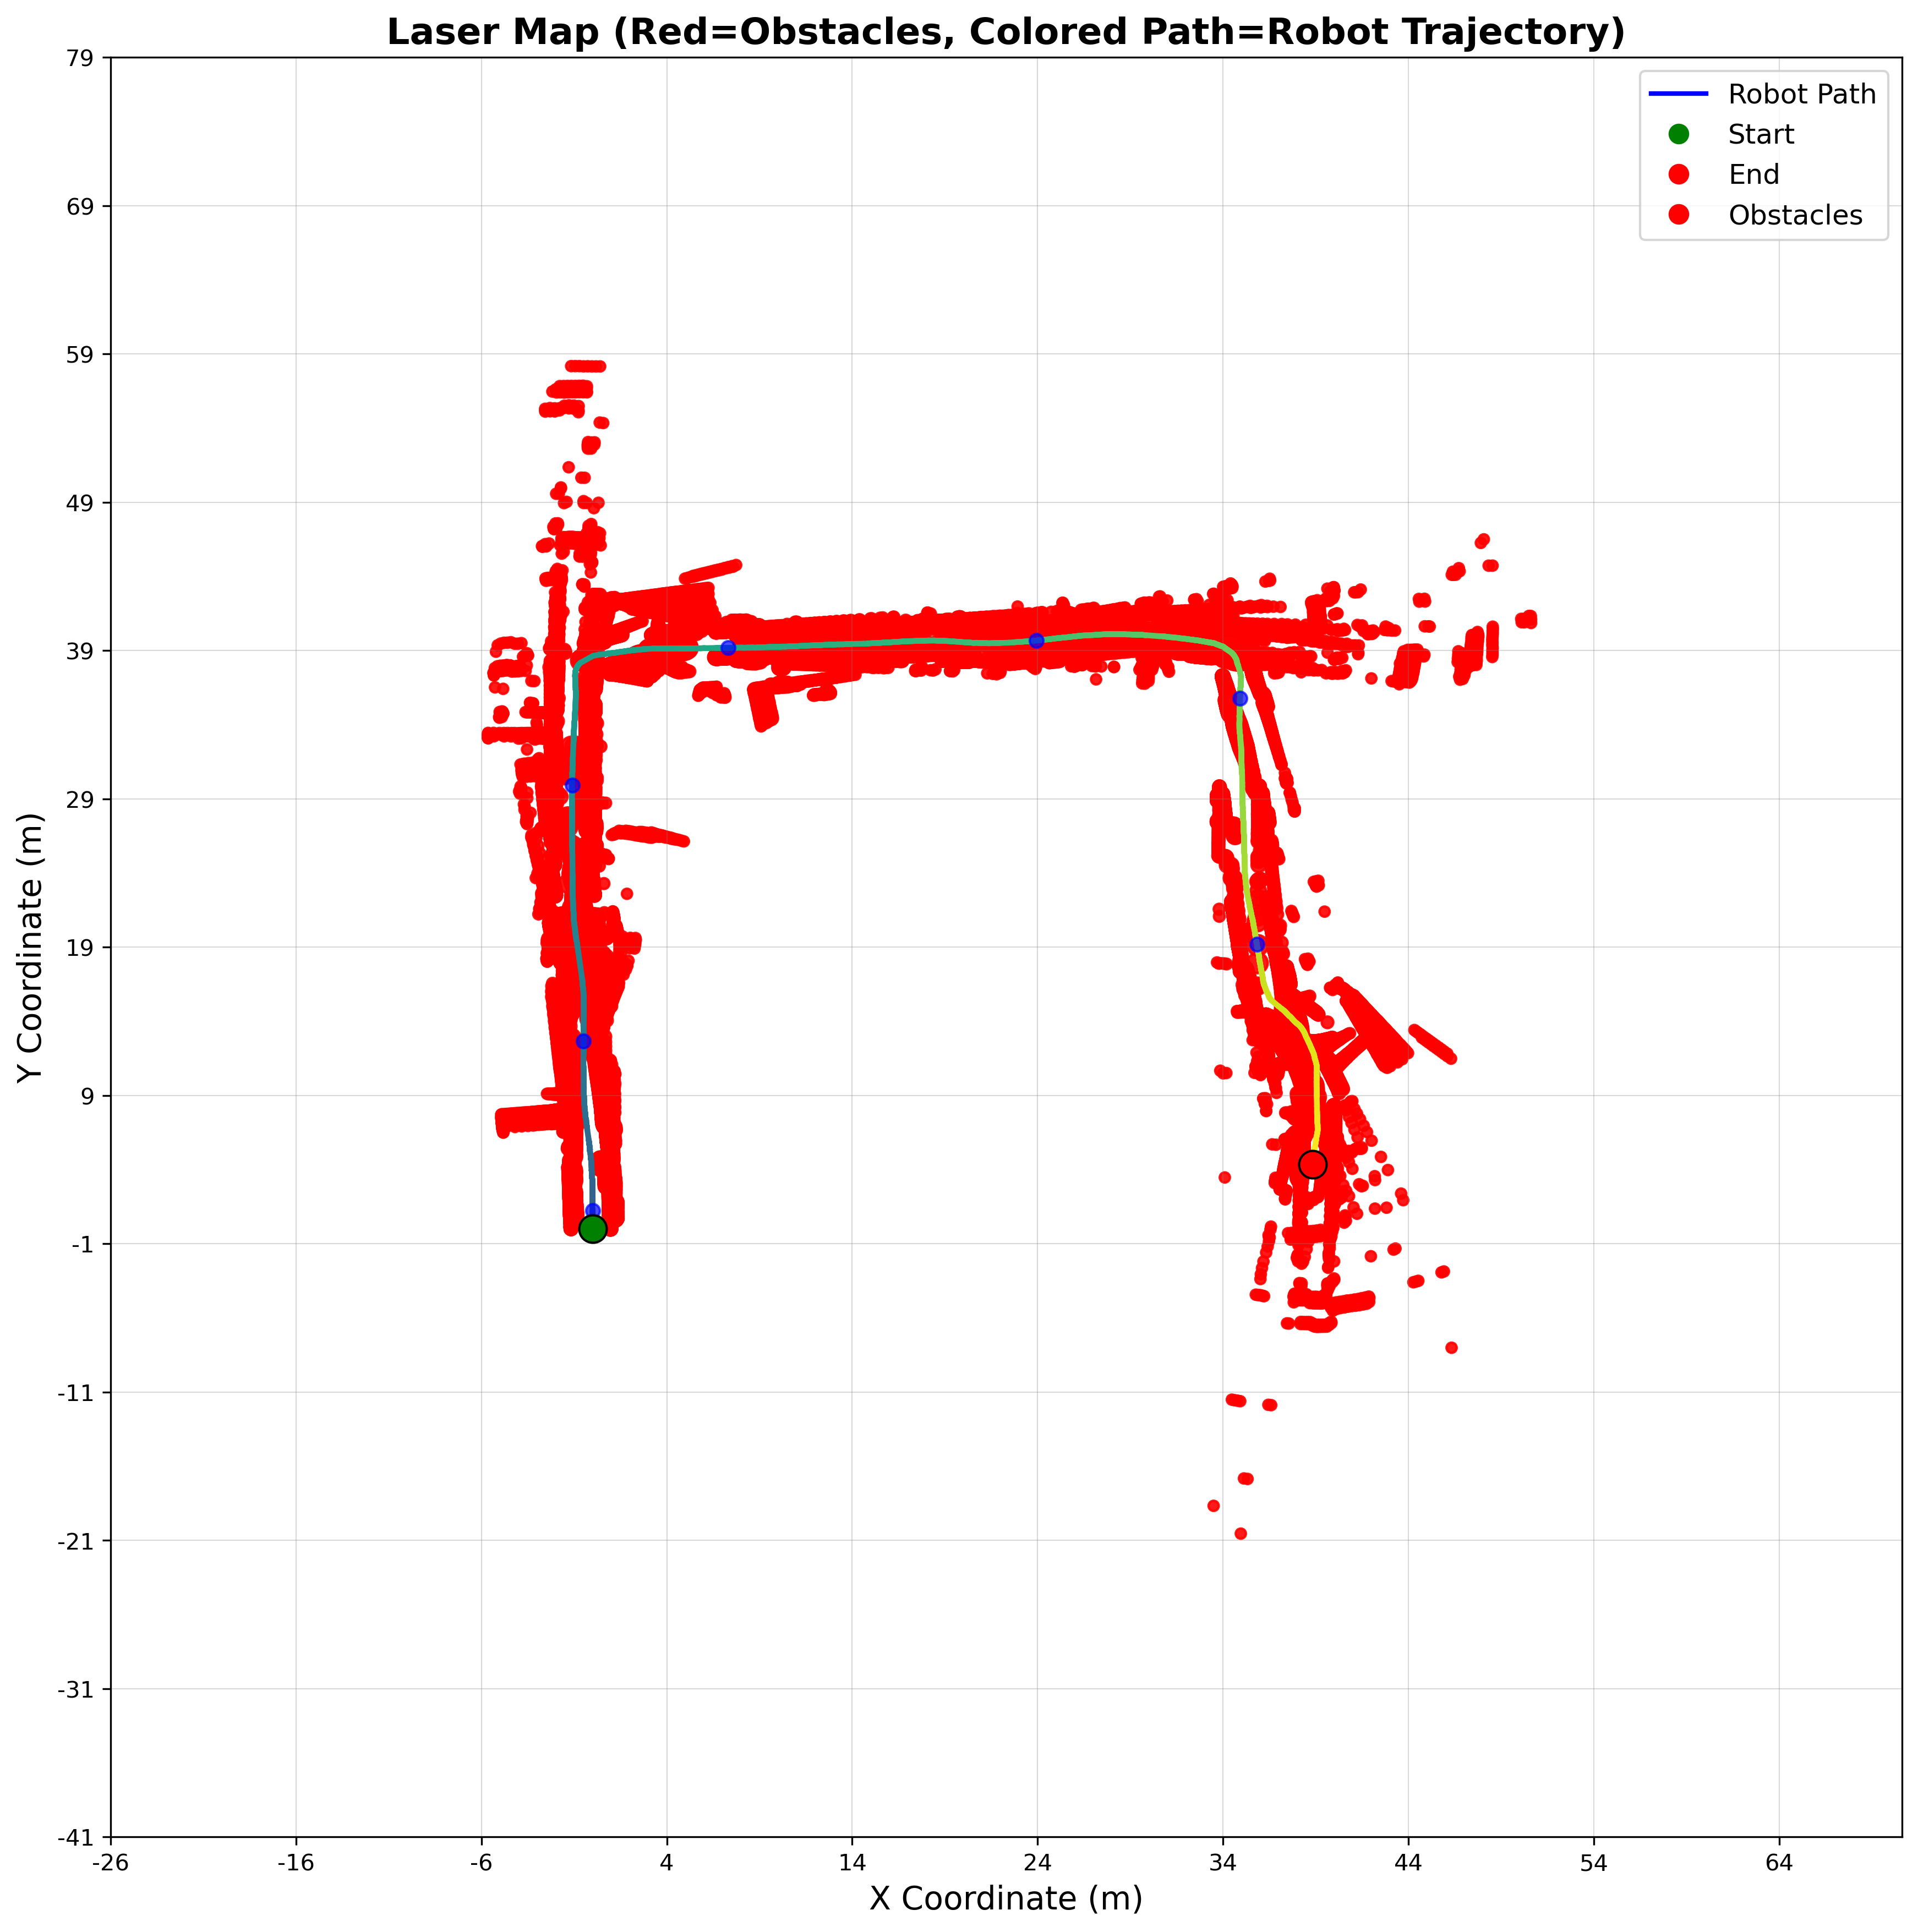 Laser Map (Red=Obstacles, Colored Path=Robot Trajectory)
Robot Path
Start
End
Obstacles
79
69
59
49
39
29
19
9
-1
-11
-21
-31
-41
Y Coordinate (m)
-26 -16 -6 4 14 24 34 44 54 64
X Coordinate (m)